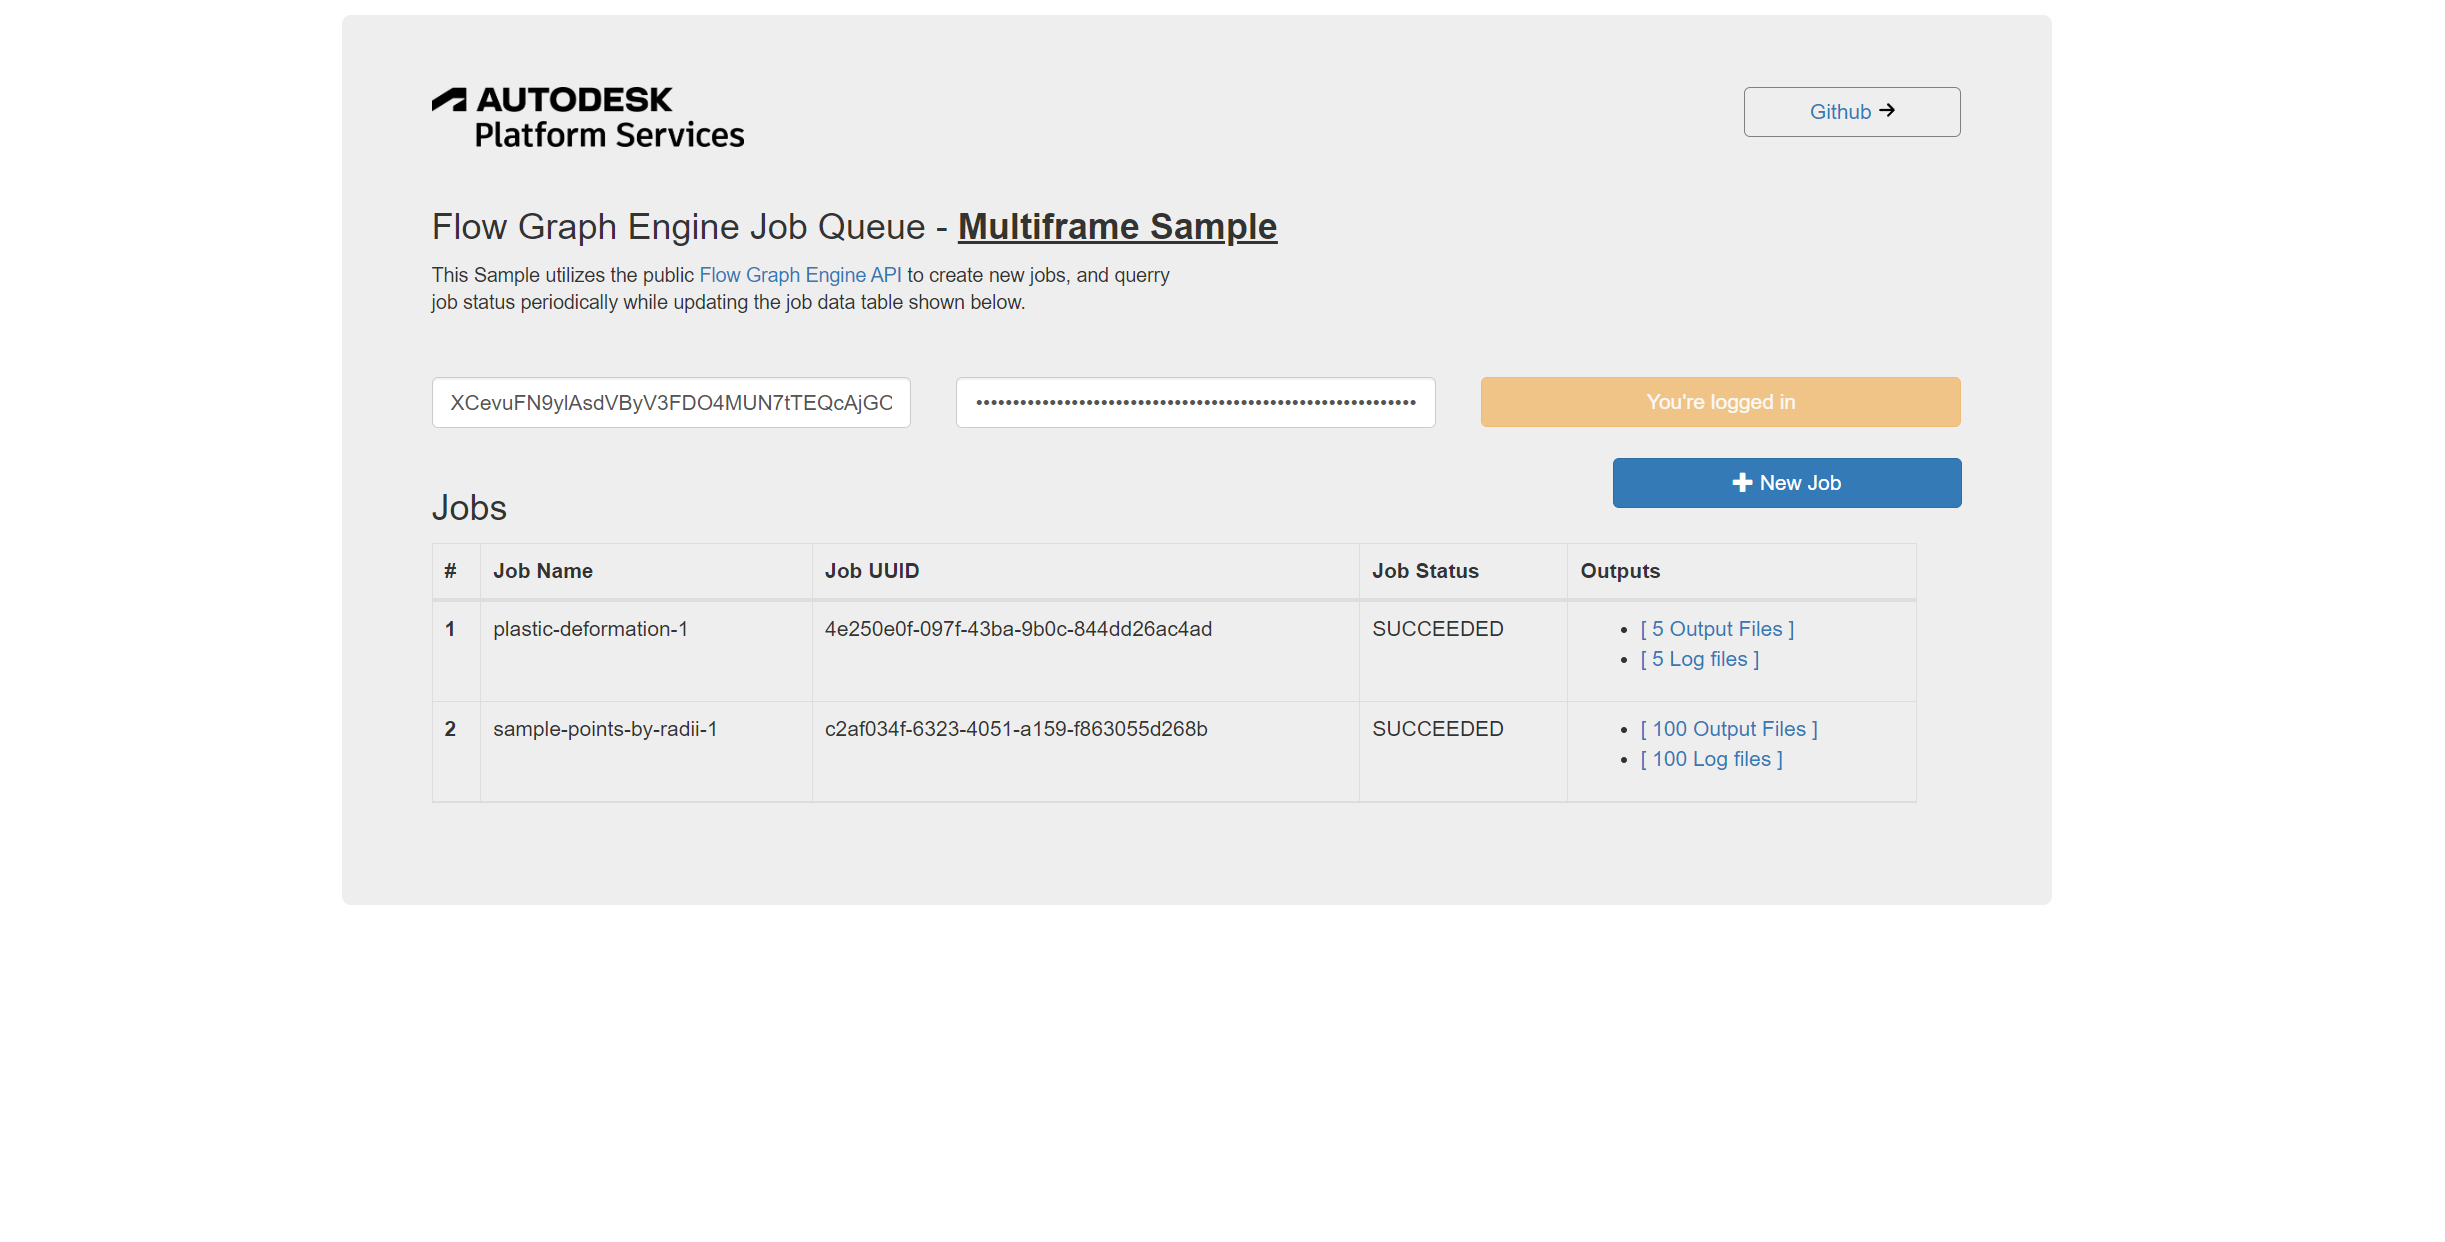 AUTODESK
Platform Services
Github →
Flow Graph Engine Job Queue - Multiframe Sample
This Sample utilizes the public Flow Graph Engine API to create new jobs, and querry
job status periodically while updating the job data table shown below.
You're logged in
New Job
Jobs
# Job Name Job UUID Job Status Outputs
1 plastic-deformation-1 4e250e0f-097f-43ba-9b0c-844dd26ac4ad SUCCEEDED
• [ 5 Output Files ]
• [ 5 Log files ]
2 sample-points-by-radii-1 c2af034f-6323-4051-a159-f863055d268b SUCCEEDED
• [ 100 Output Files ]
• [ 100 Log files ]